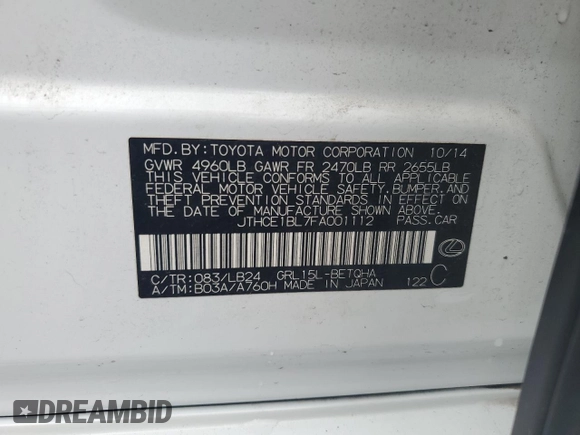 MFD. BY: TOYOTA MOTOR CORPORATION 10/14
GVWR 4960LB GAWR FR 2470LB RR 2655LB
THIS VEHICLE CONFORMS TO ALL APPLICABLE
FEDERAL MOTOR VEHICLE SAFETY, BUMPER, AND
THEFT PREVENTION STANDARDS IN EFFECT ON
THE DATE OF MANUFACTURE SHOWN ABOVE.
JTHCE1BL7FA001112 PASS. CAR
C/TR: 083/LB24 GRL15L-BETQHA
A/TM: B03A/A760H MADE IN JAPAN 122 C
DREAMBID